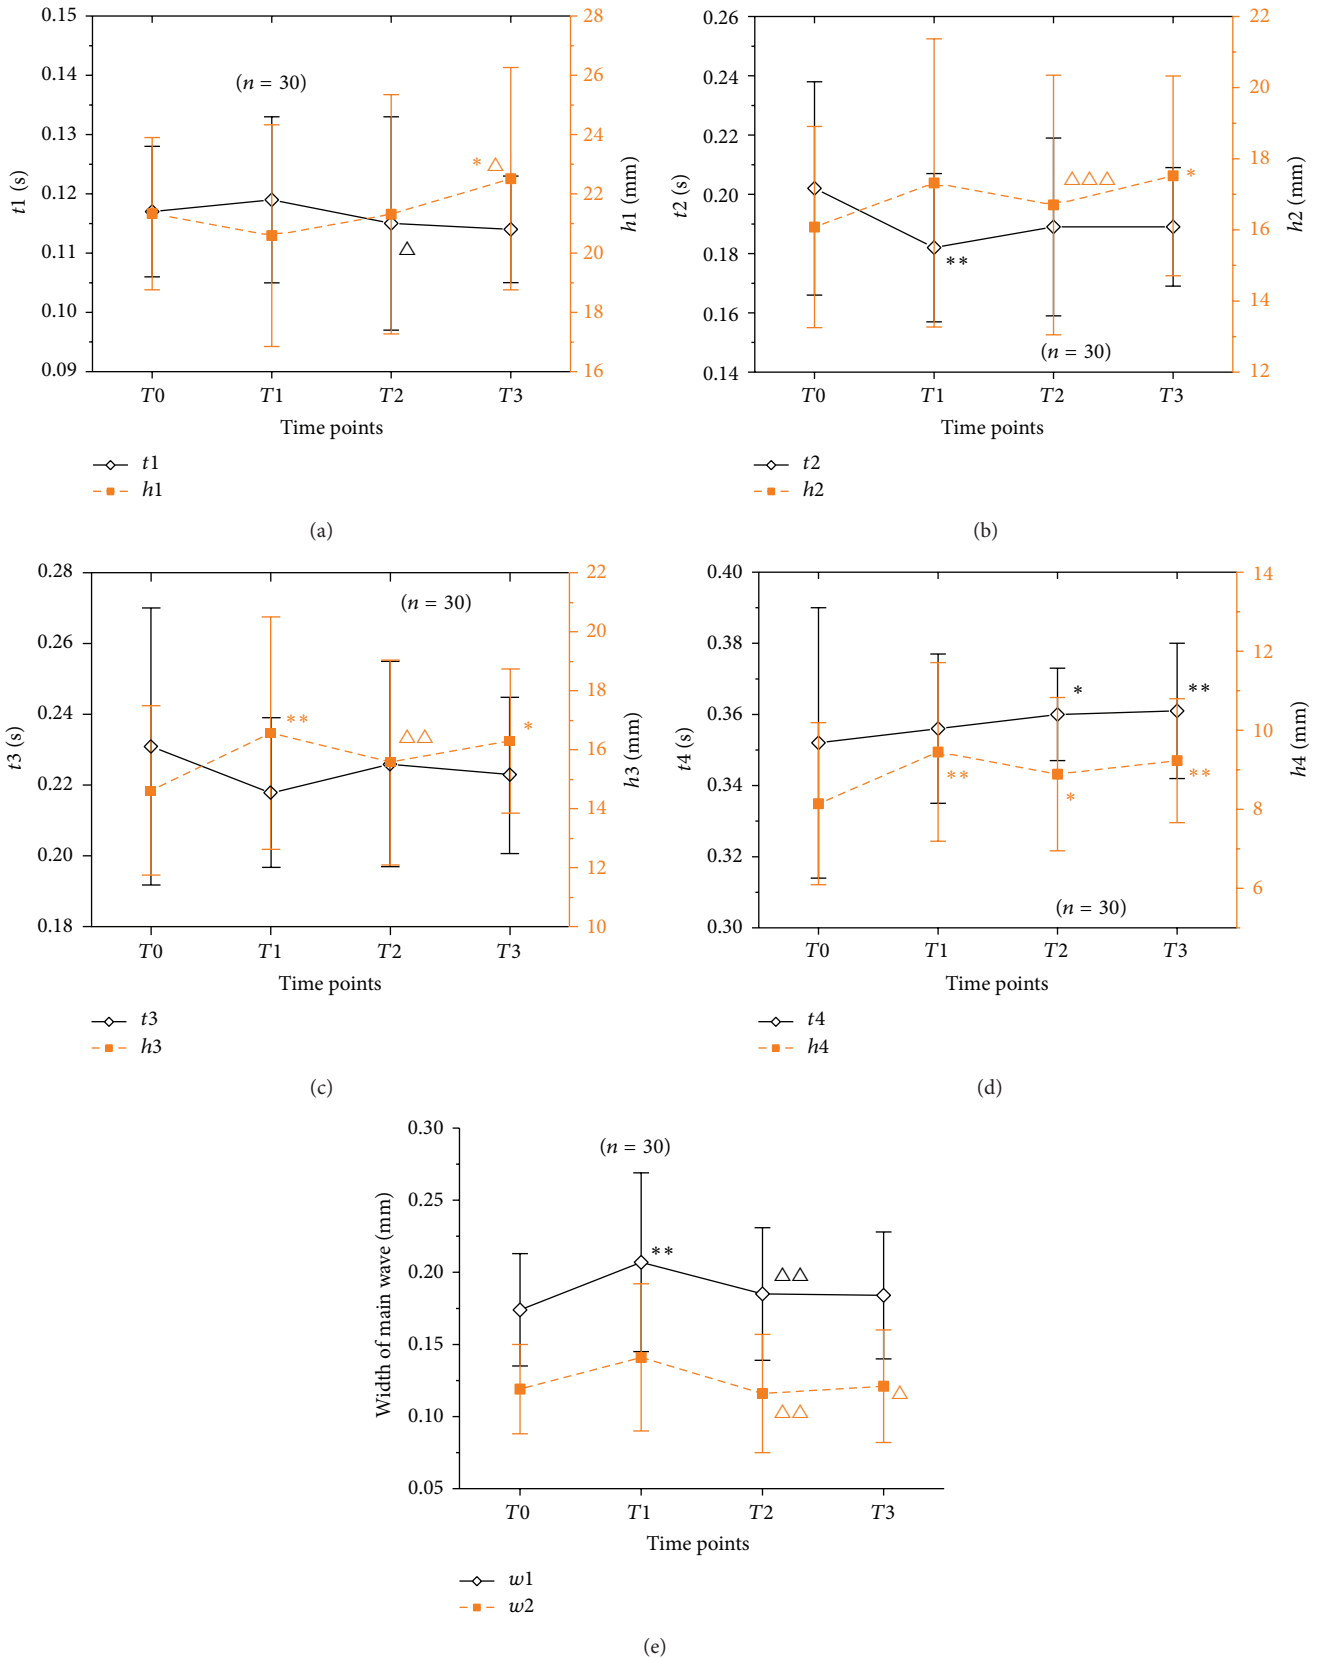 0.15
0.14
0.13
0.12
0.11
0.10
0.09
t1 (s)
28
26
24
22
20
18
16
h1 (mm)
(n = 30)
* △
△
T0 T1 T2 T3
Time points
t1
h1
(a)
0.26
0.24
0.22
0.20
0.18
0.16
0.14
t2 (s)
22
20
18
16
14
12
h2 (mm)
△△△
*
**
(n = 30)
T0 T1 T2 T3
Time points
t2
h2
(b)
0.28
0.26
0.24
0.22
0.20
0.18
t3 (s)
22
20
18
16
14
12
10
h3 (mm)
(n = 30)
**
△△
*
T0 T1 T2 T3
Time points
t3
h3
(c)
0.40
0.38
0.36
0.34
0.32
0.30
t4 (s)
14
12
10
8
6
h4 (mm)
*
**
**
*
**
(n = 30)
T0 T1 T2 T3
Time points
t4
h4
(d)
0.30
0.25
0.20
0.15
0.10
0.05
Width of main wave (mm)
(n = 30)
**
△△
△△
△
T0 T1 T2 T3
Time points
w1
w2
(e)